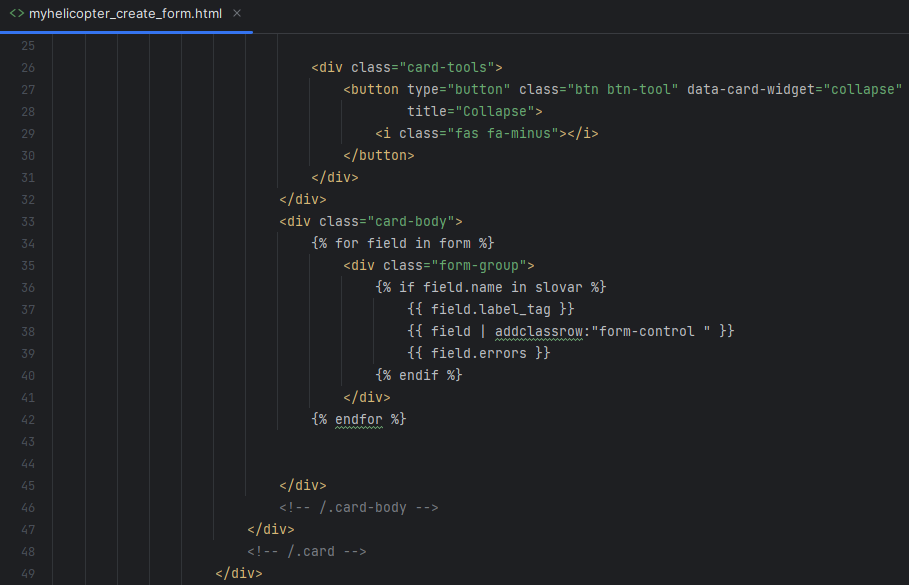 <> myhelicopter_create_form.html ×
25
26 <div class="card-tools">
27 <button type="button" class="btn btn-tool" data-card-widget="collapse"
28 title="Collapse">
29 <i class="fas fa-minus"></i>
30 </button>
31 </div>
32 </div>
33 <div class="card-body">
34 {% for field in form %}
35 <div class="form-group">
36 {% if field.name in slovar %}
37 {{ field.label_tag }}
38 {{ field | addclassrow:"form-control " }}
39 {{ field.errors }}
40 {% endif %}
41 </div>
42 {% endfor %}
43
44
45 </div>
46 <!-- /.card-body -->
47 </div>
48 <!-- /.card -->
49 </div>